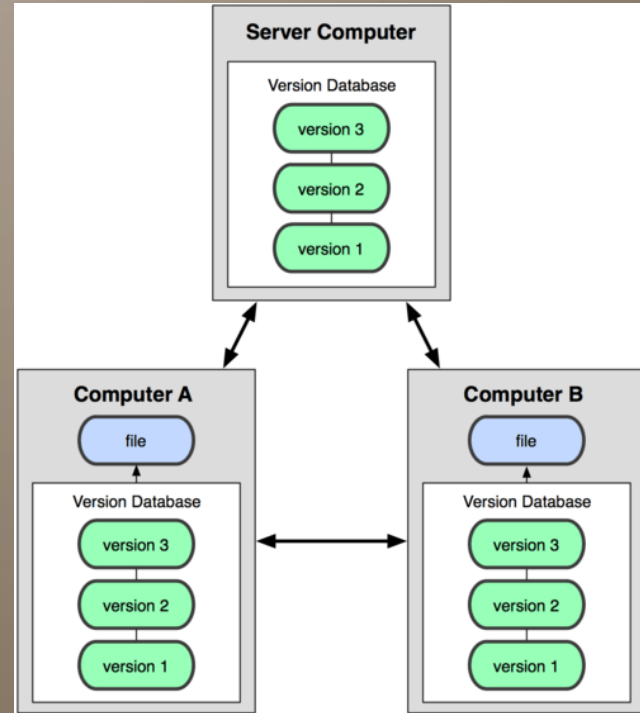 Server Computer
Version Database
version 3
version 2
version 1
Computer A
file
Version Database
version 3
version 2
version 1
Computer B
file
Version Database
version 3
version 2
version 1